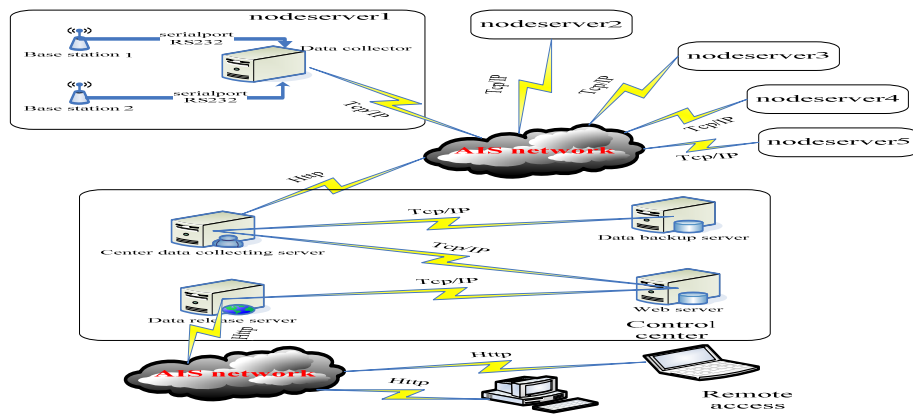 nodeserver1
serialport
RS232
Base station 1
Data collector
serialport
RS232
Base station 2
Tcp/IP
nodeserver2
Tcp/IP
nodeserver3
Tcp/IP
nodeserver4
Tcp/IP
nodeserver5
Tcp/IP
AIS network
Http
Tcp/IP
Center data collecting server
Data backup server
Tcp/IP
Tcp/IP
Data release server
Web server
Control
center
Http
AIS network
Http
Http
Remote
access